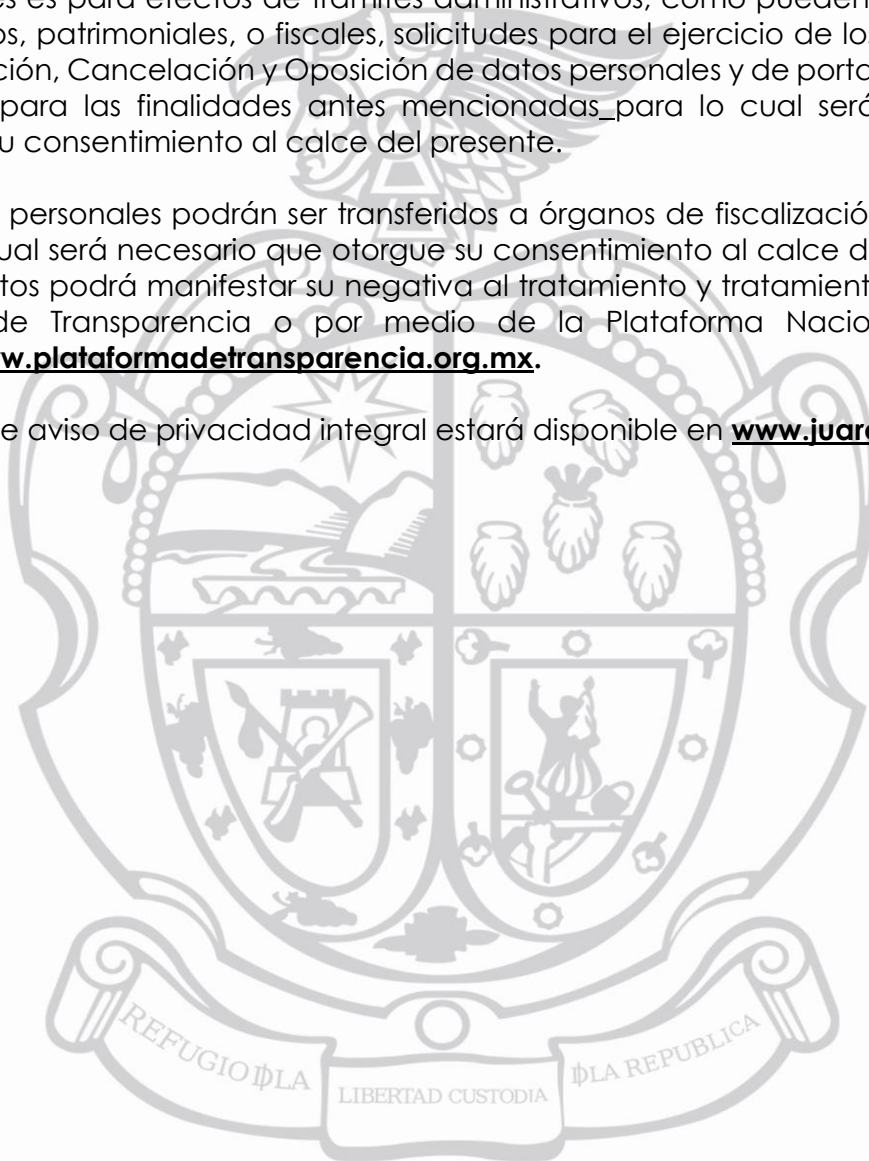 es es para efectos de trámites administrativos, como pueden
os, patrimoniales, o fiscales, solicitudes para el ejercicio de lo
ción, Cancelación y Oposición de datos personales y de porta
para las finalidades antes mencionadas_para lo cual será
u consentimiento al calce del presente.
personales podrán ser transferidos a órganos de fiscalizació
ual será necesario que otorgue su consentimiento al calce d
tos podrá manifestar su negativa al tratamiento y tratamient
de Transparencia o por medio de la Plataforma Nacio
w.plataformadetransparencia.org.mx.
e aviso de privacidad integral estará disponible en www.juar
REFUGIO DLA
LIBERTAD CUSTODIA
DLA REPUBLICA